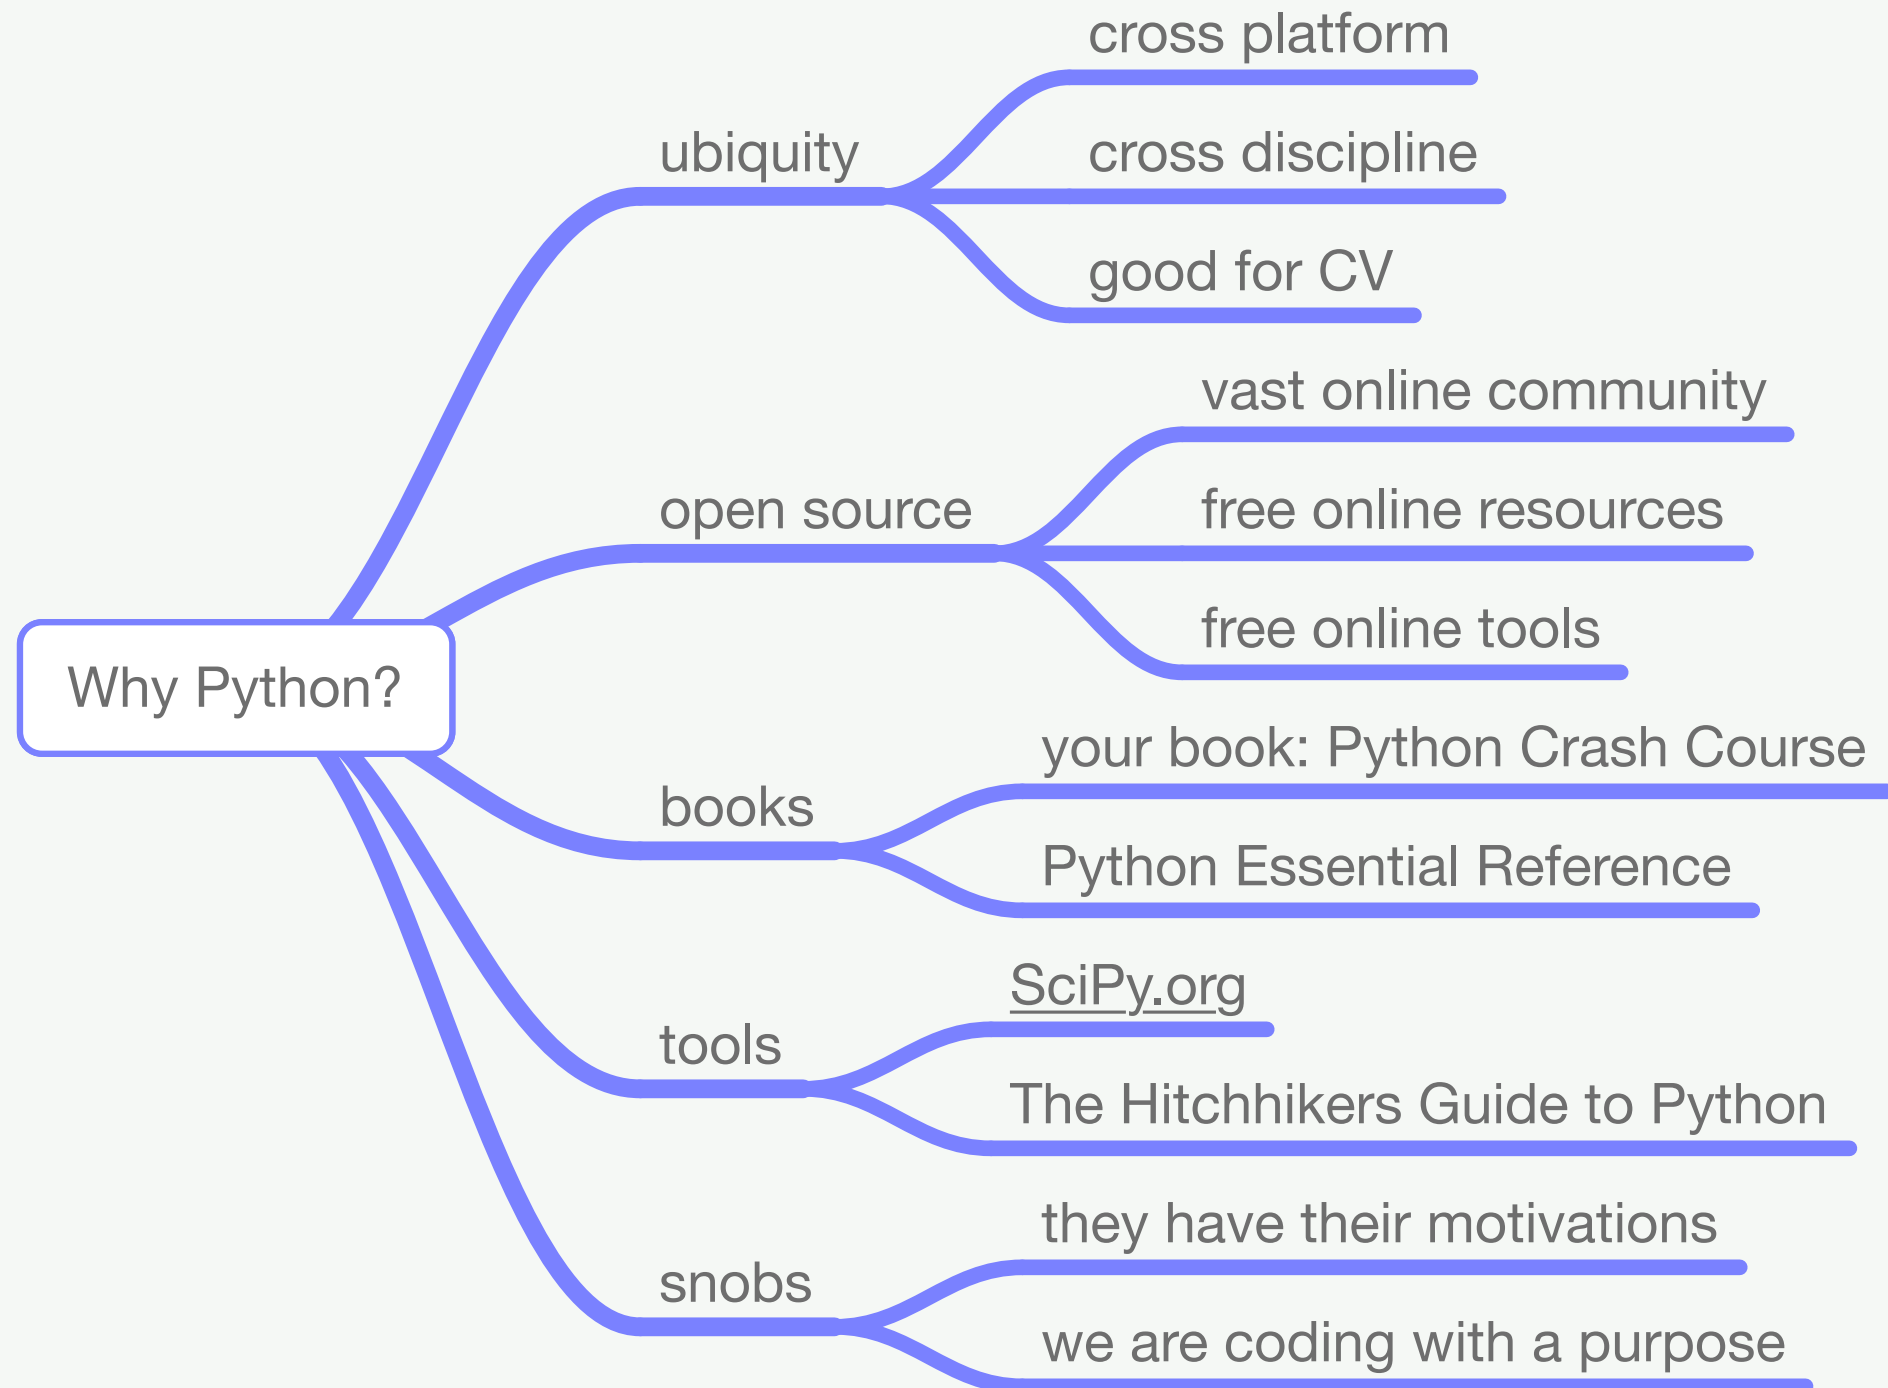 Why Python?
ubiquity
cross platform
cross discipline
good for CV
open source
vast online community
free online resources
free online tools
books
your book: Python Crash Course
Python Essential Reference
tools
SciPy.org
The Hitchhikers Guide to Python
snobs
they have their motivations
we are coding with a purpose